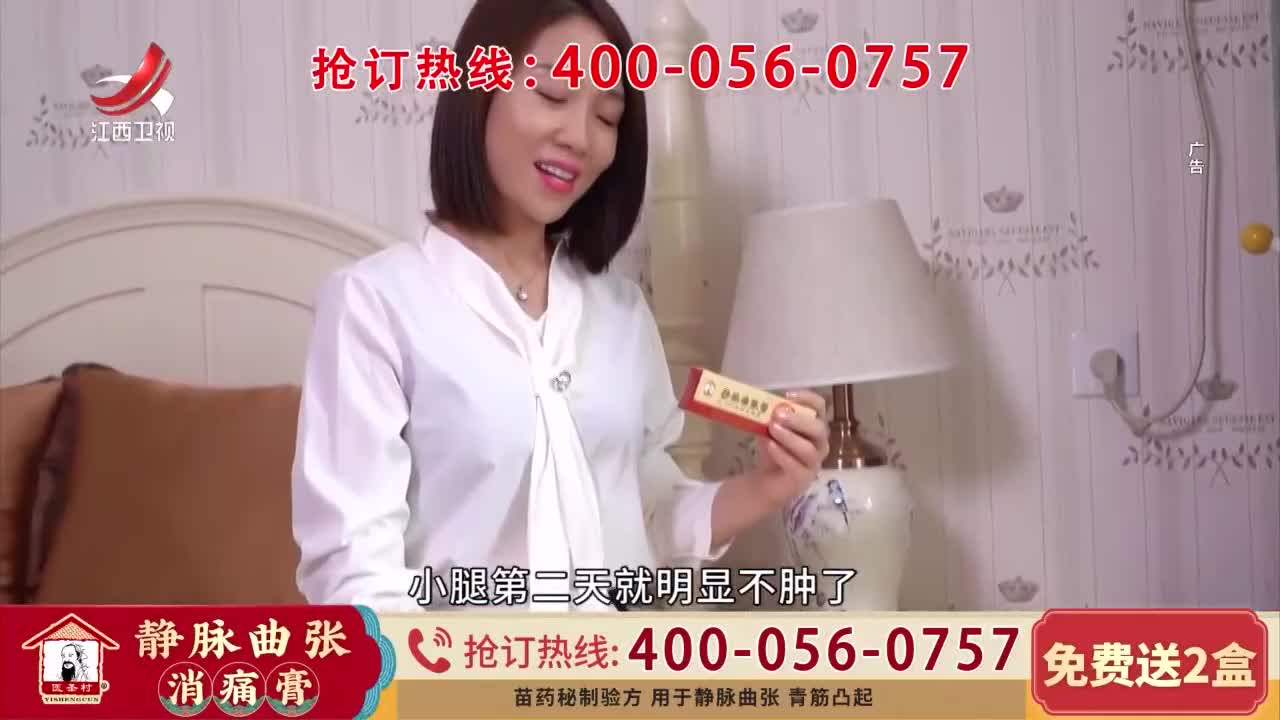 抢订热线:400-056-0757
江西卫视
广告
小腿第二天就明显不肿了
医圣村®
YISHENGCUN
静脉曲张
消痛膏
抢订热线:400-056-0757
免费送2盒
苗药秘制验方 用于静脉曲张 青筋凸起